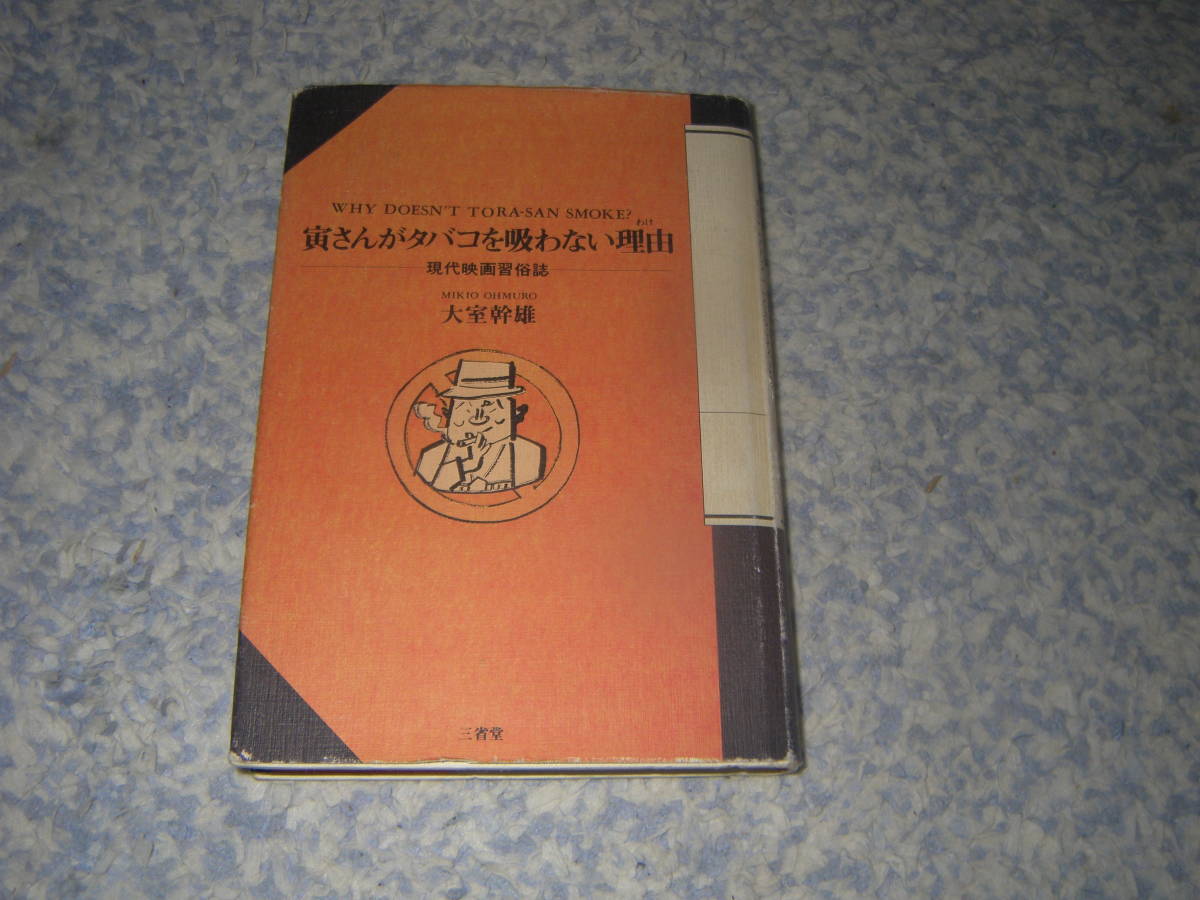 WHY DOESN'T TORA-SAN SMOKE?
わけ
寅さんがタバコを吸わない理由
現代映画習俗誌
MIKIO OHMURO
大室幹雄
三省堂